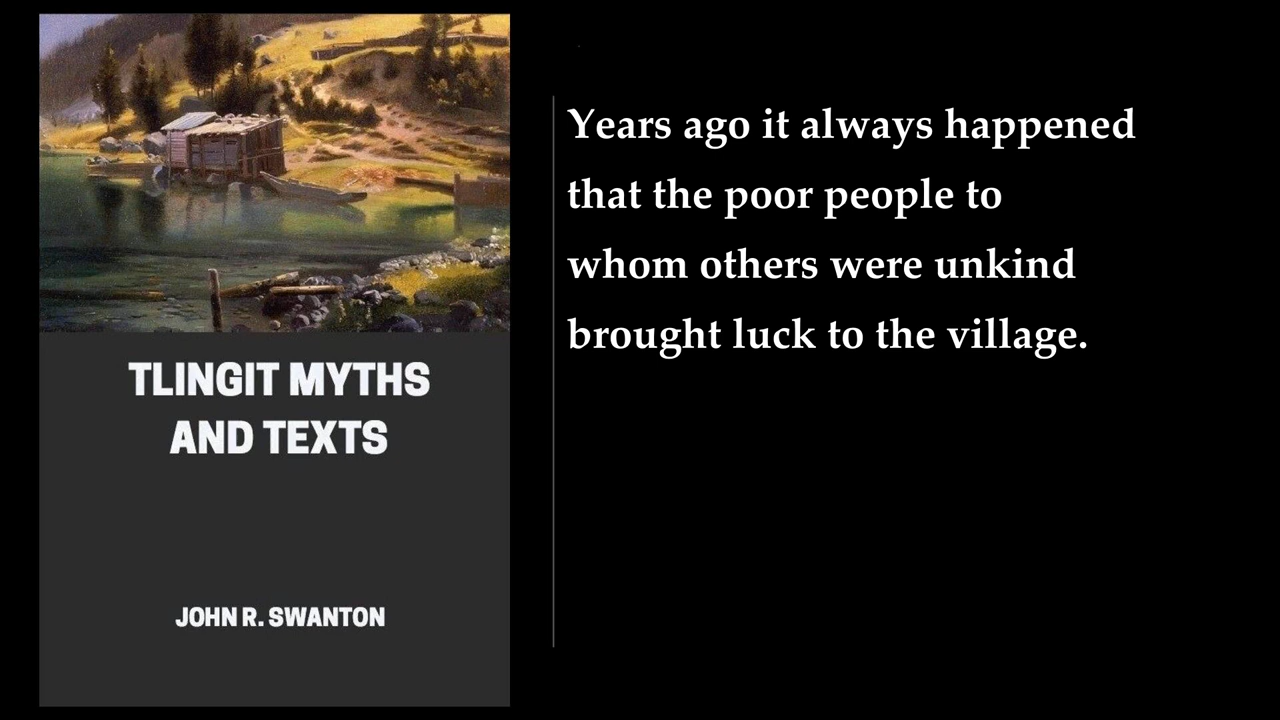 TLINGIT MYTHS
AND TEXTS
JOHN R. SWANTON
Years ago it always happened
that the poor people to
whom others were unkind
brought luck to the village.